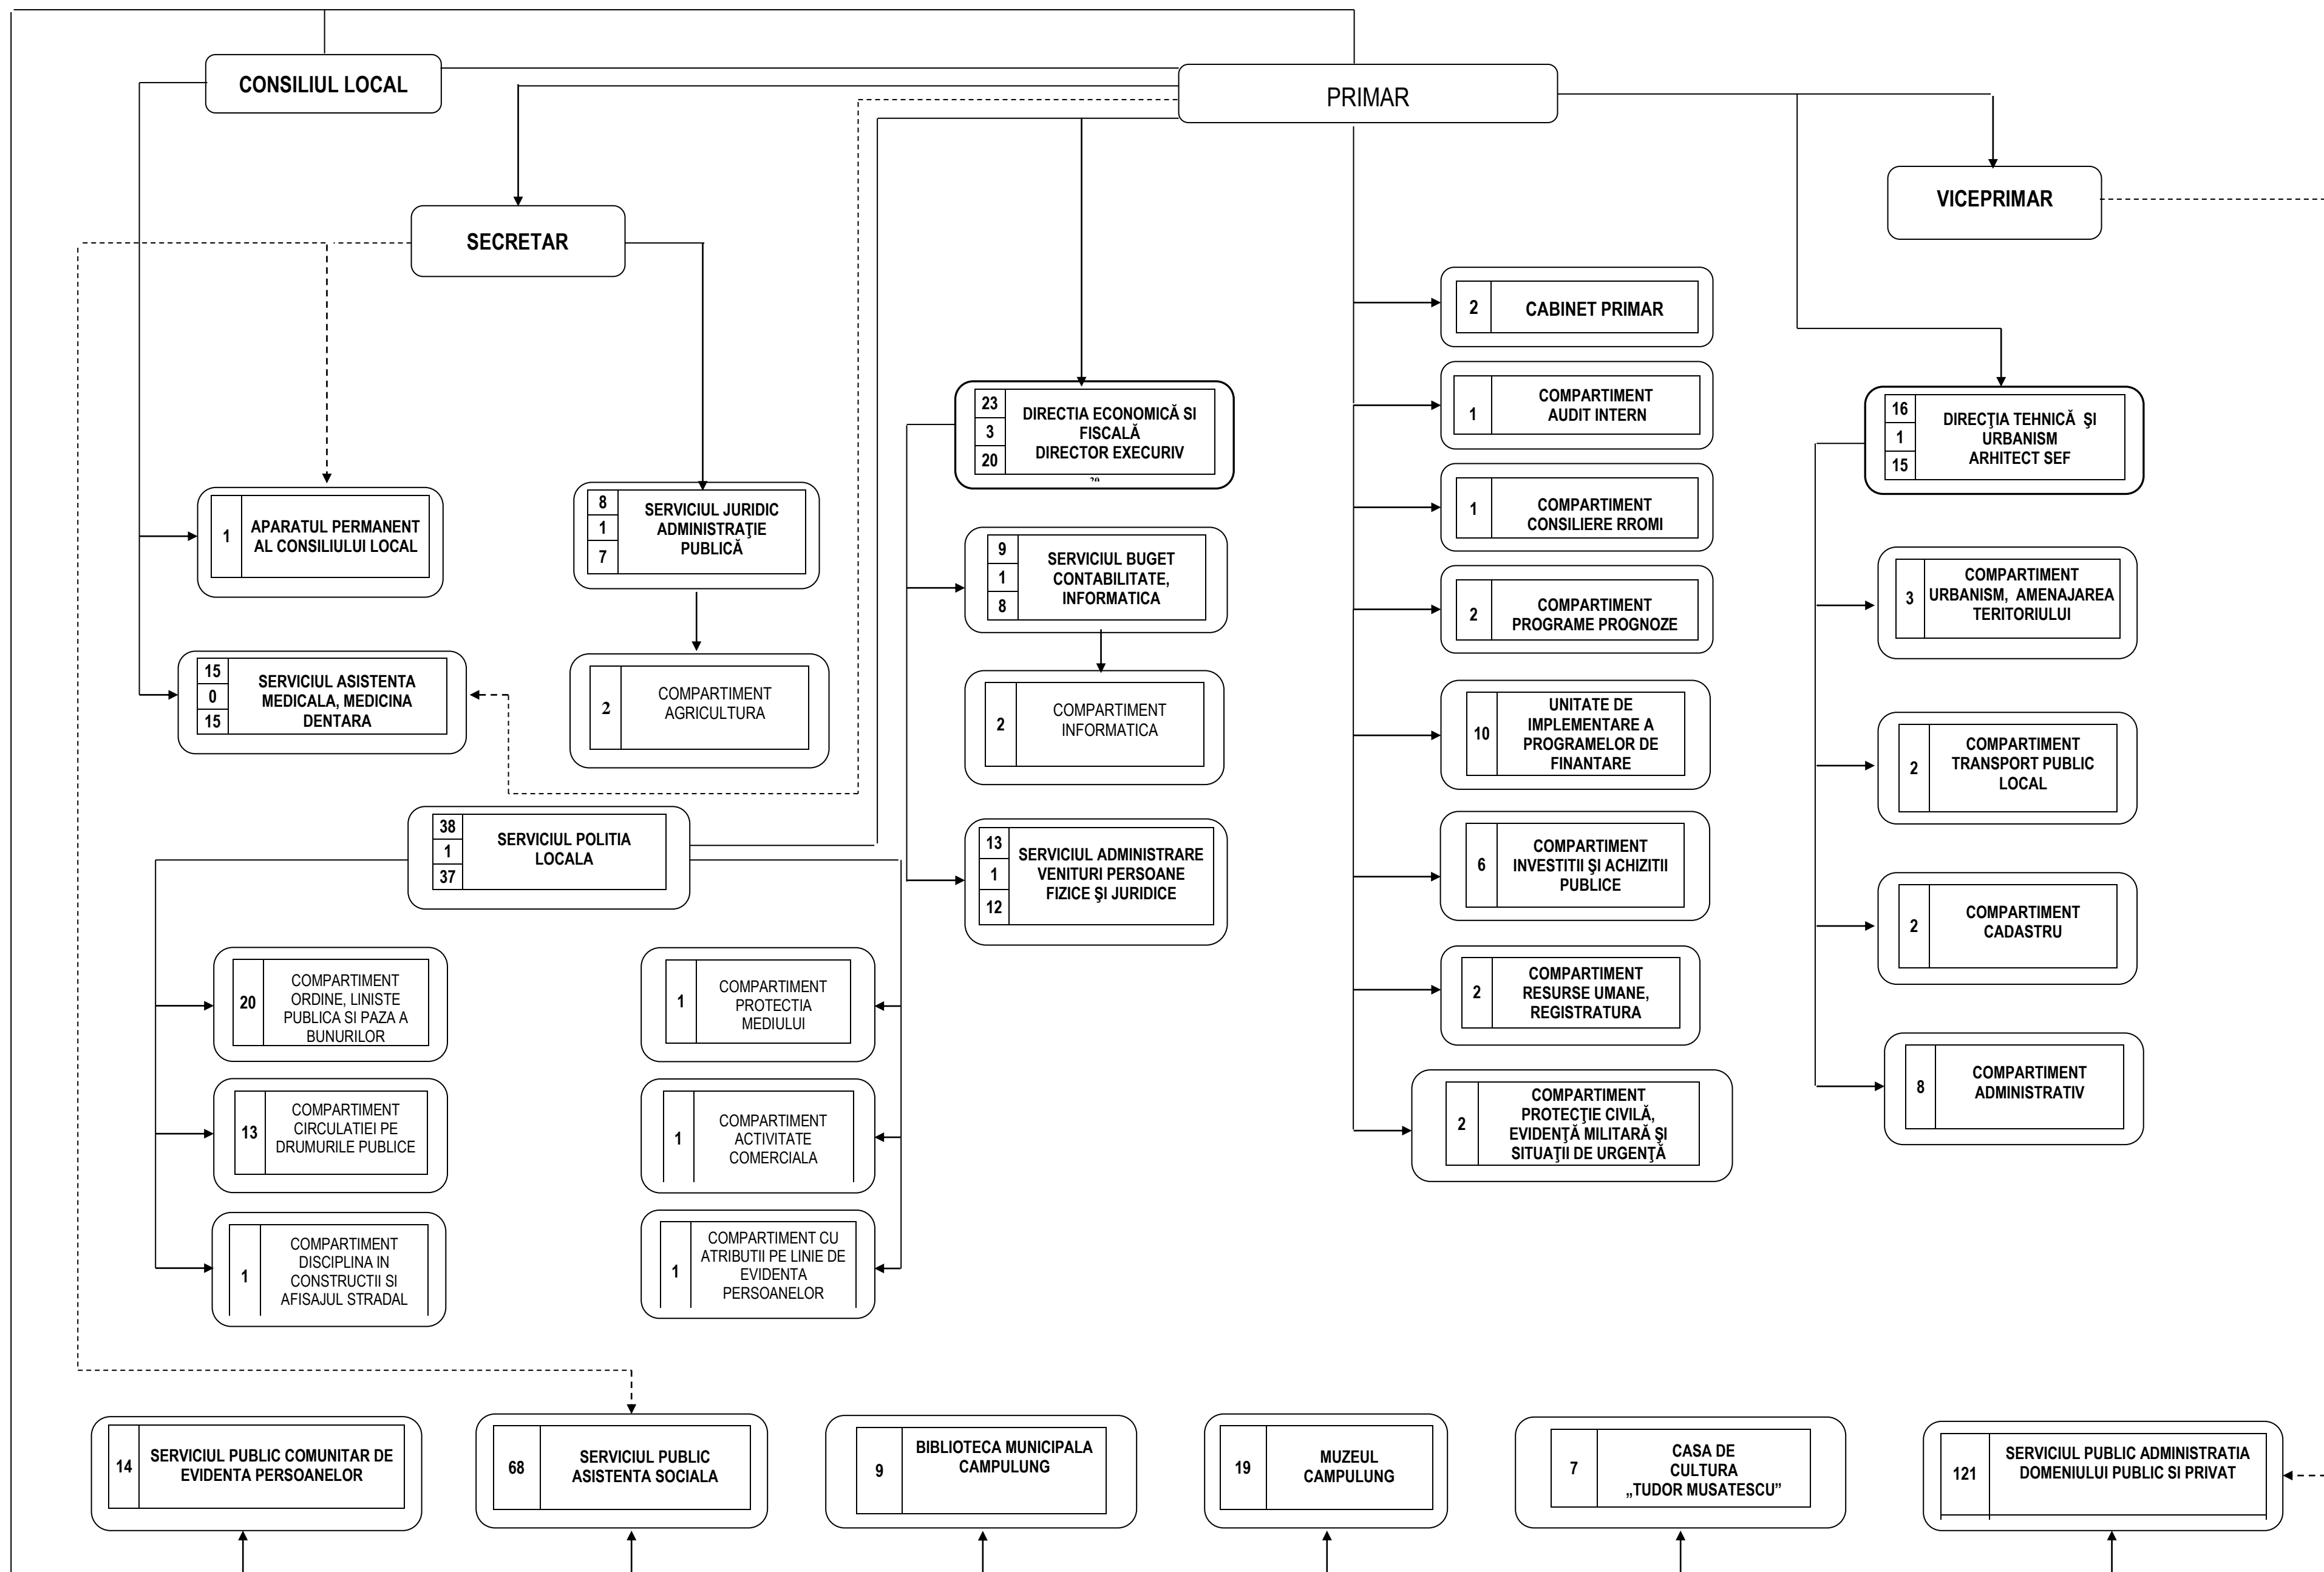 CONSILIUL LOCAL
PRIMAR
VICEPRIMAR
SECRETAR
2
CABINET PRIMAR
1
COMPARTIMENT
AUDIT INTERN
1
COMPARTIMENT
CONSILIERE RROMI
2
COMPARTIMENT
PROGRAME PROGNOZE
10
UNITATE DE
IMPLEMENTARE A
PROGRAMELOR DE
FINANTARE
6
COMPARTIMENT
INVESTITII ŞI ACHIZITII
PUBLICE
2
COMPARTIMENT
RESURSE UMANE,
REGISTRATURA
2
COMPARTIMENT
PROTECŢIE CIVILĂ,
EVIDENŢĂ MILITARĂ ŞI
SITUAŢII DE URGENŢĂ
23
3
20
DIRECTIA ECONOMICĂ SI
FISCALĂ
DIRECTOR EXECURIV
9
1
8
SERVICIUL BUGET
CONTABILITATE,
INFORMATICA
2
COMPARTIMENT
INFORMATICA
13
1
12
SERVICIUL ADMINISTRARE
VENITURI PERSOANE
FIZICE ŞI JURIDICE
16
1
15
DIRECŢIA TEHNICĂ ŞI
URBANISM
ARHITECT SEF
3
COMPARTIMENT
URBANISM, AMENAJAREA
TERITORIULUI
2
COMPARTIMENT
TRANSPORT PUBLIC
LOCAL
2
COMPARTIMENT
CADASTRU
8
COMPARTIMENT
ADMINISTRATIV
1
APARATUL PERMANENT
AL CONSILIULUI LOCAL
8
1
7
SERVICIUL JURIDIC
ADMINISTRAŢIE
PUBLICĂ
15
0
15
SERVICIUL ASISTENTA
MEDICALA, MEDICINA
DENTARA
2
COMPARTIMENT
AGRICULTURA
38
1
37
SERVICIUL POLITIA
LOCALA
20
COMPARTIMENT
ORDINE, LINISTE
PUBLICA SI PAZA A
BUNURILOR
1
COMPARTIMENT
PROTECTIA
MEDIULUI
13
COMPARTIMENT
CIRCULATIEI PE
DRUMURILE PUBLICE
1
COMPARTIMENT
ACTIVITATE
COMERCIALA
1
COMPARTIMENT
DISCIPLINA IN
CONSTRUCTII SI
AFISAJUL STRADAL
1
COMPARTIMENT CU
ATRIBUTII PE LINIE DE
EVIDENTA
PERSOANELOR
14
SERVICIUL PUBLIC COMUNITAR DE
EVIDENTA PERSOANELOR
68
SERVICIUL PUBLIC
ASISTENTA SOCIALA
9
BIBLIOTECA MUNICIPALA
CAMPULUNG
19
MUZEUL
CAMPULUNG
7
CASA DE
CULTURA
„TUDOR MUSATESCU”
121
SERVICIUL PUBLIC ADMINISTRATIA
DOMENIULUI PUBLIC SI PRIVAT